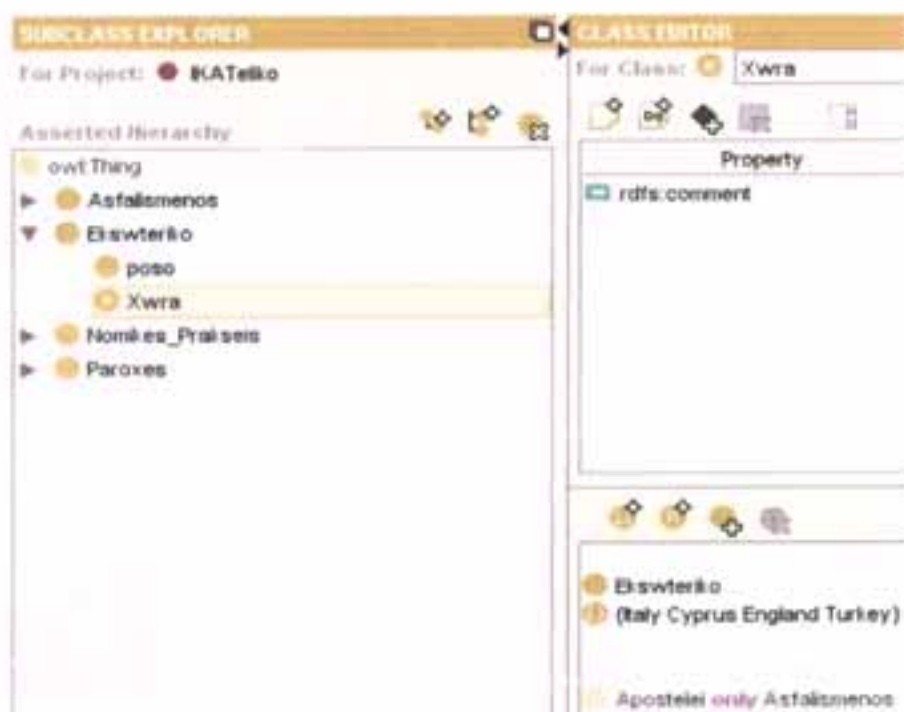 SUBCLASS EXPLORER
For Project: IKATeliko
Asserted Hierarchy
owl:Thing
Asfalismenos
Ekswteriko
poso
Xwra
Nomikes_Prakseis
Paroxes
CLASS EDITOR
For Class: Xwra
Property
rdfs:comment
Ekswteriko
(Italy Cyprus England Turkey)
Apostelei only Asfalismenos